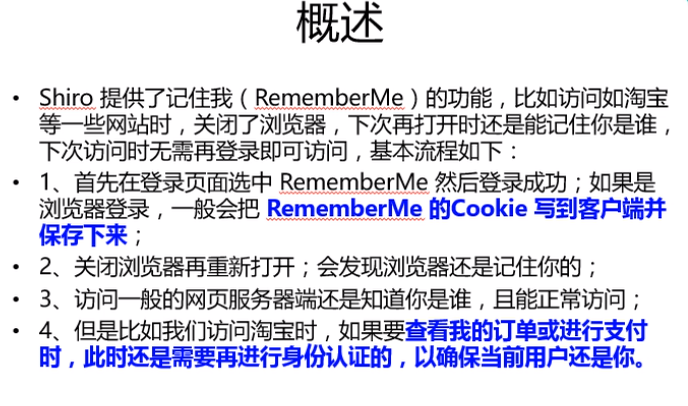 概述
• Shiro 提供了记住我（RememberMe）的功能，比如访问如淘宝
等一些网站时，关闭了浏览器，下次再打开时还是能记住你是谁，
下次访问时无需再登录即可访问，基本流程如下：
• 1、首先在登录页面选中 RememberMe 然后登录成功；如果是
浏览器登录，一般会把 RememberMe 的Cookie 写到客户端并
保存下来；
• 2、关闭浏览器再重新打开；会发现浏览器还是记住你的；
• 3、访问一般的网页服务器端还是知道你是谁，且能正常访问；
• 4、但是比如我们访问淘宝时，如果要查看我的订单或进行支付
时，此时还是需要再进行身份认证的，以确保当前用户还是你。